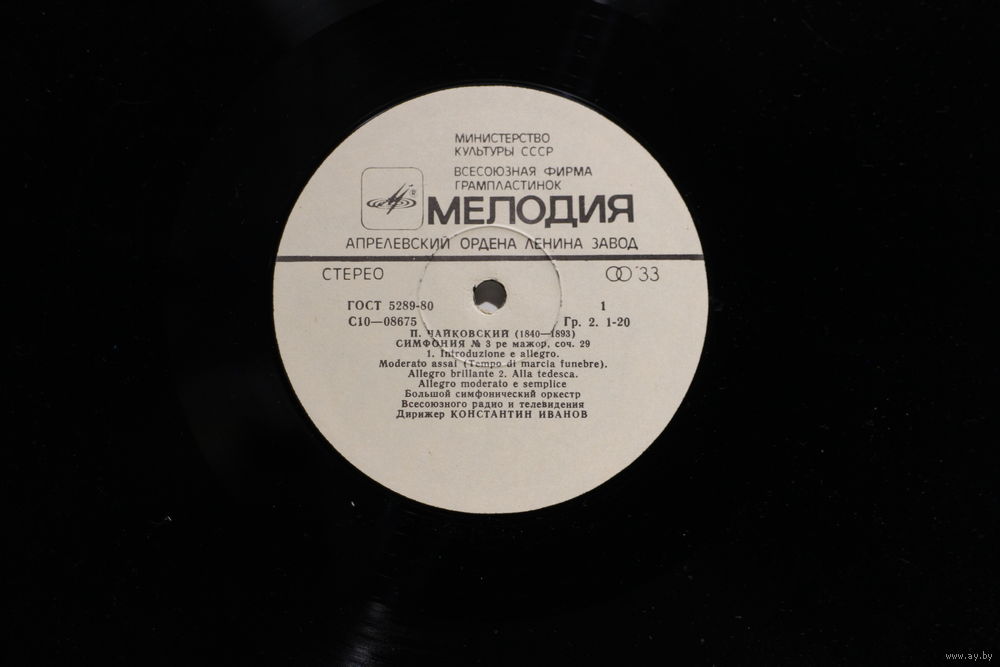 МИНИСТЕРСТВО
КУЛЬТУРЫ СССР
ВСЕСОЮЗНАЯ ФИРМА
ГРАМПЛАСТИНОК
МЕЛОДИЯ
АПРЕЛЕВСКИЙ ОРДЕНА ЛЕНИНА ЗАВОД
СТЕРЕО 33
ГОСТ 5289-80 1
С10—08675 Гр. 2. 1-20
П. ЧАЙКОВСКИЙ (1840—1893)
СИМФОНИЯ № 3 ре мажор, соч. 29
1. Introduzione e allegro.
Moderato assai (Tempo di marcia funebre).
Allegro brillante 2. Alla tedesca.
Allegro moderato e semplice
Большой симфонический оркестр
Всесоюзного радио и телевидения
Дирижер КОНСТАНТИН ИВАНОВ
www.ay.by